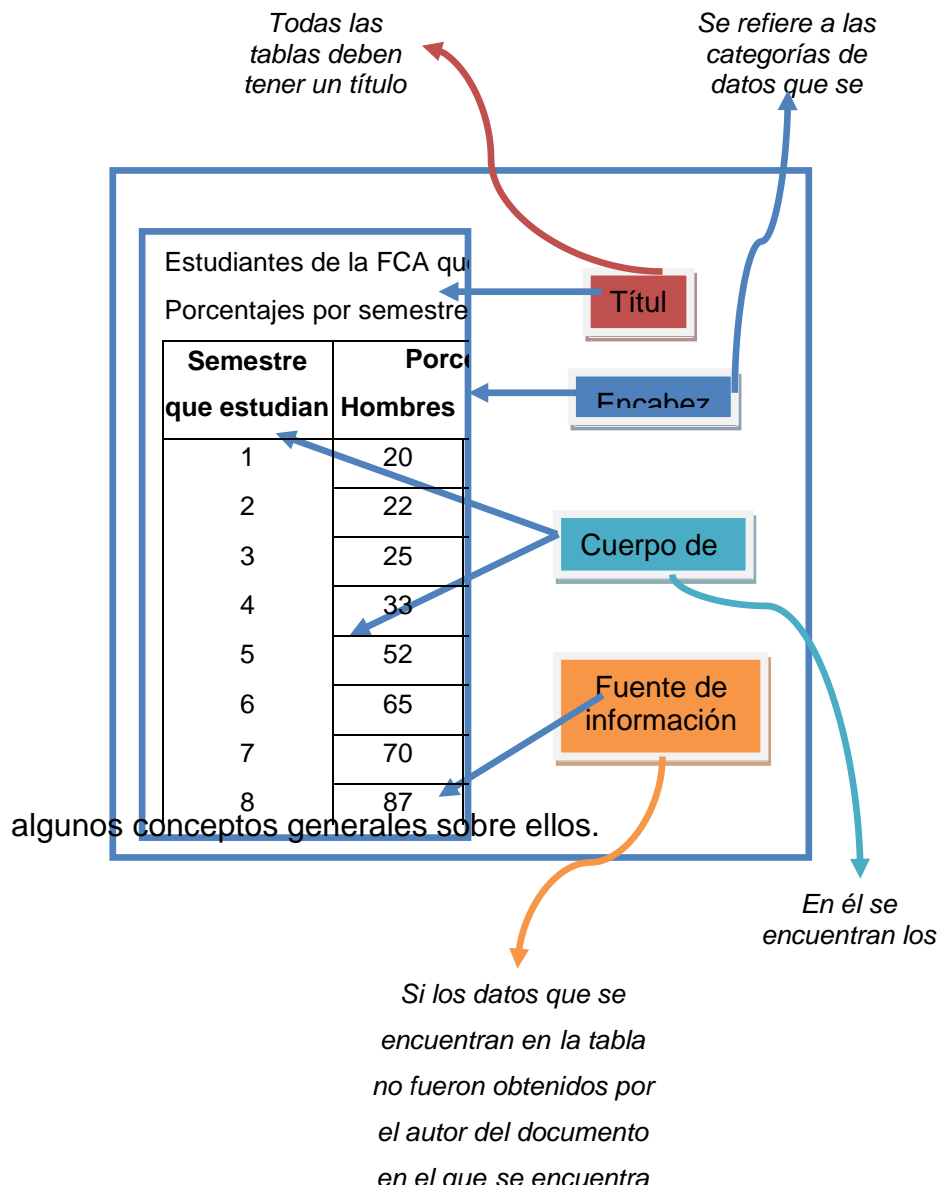 Todas las
tablas deben
tener un título
Se refiere a las
categorías de
datos que se
Estudiantes de la FCA que
Porcentajes por semestre
Títul
Semestre
que estudian
Porce
Hombres
Encabez
1 20
2 22
3 25
4 33
5 52
6 65
7 70
8 87
Cuerpo de
Fuente de
información
algunos conceptos generales sobre ellos.
En él se
encuentran los
Si los datos que se
encuentran en la tabla
no fueron obtenidos por
el autor del documento
en el que se encuentra